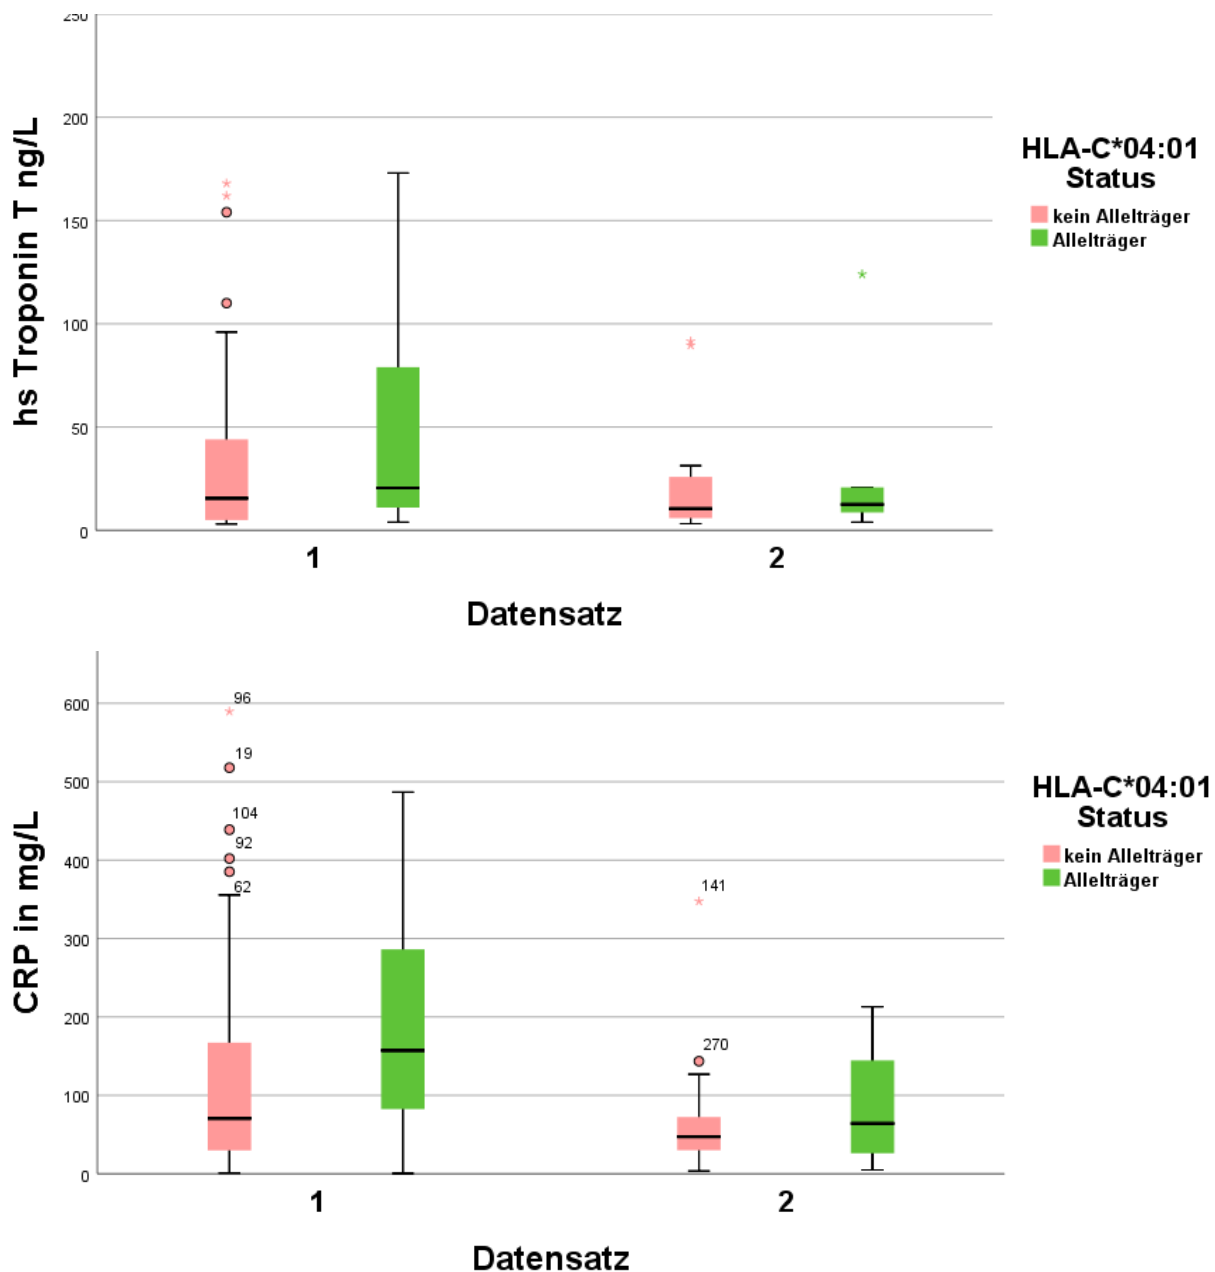 250
200
150
100
50
0
hs Troponin T ng/L
1
2
Datensatz
HLA-C*04:01
Status
kein Allelträger
Allelträger
600
500
400
300
200
100
0
CRP in mg/L
96
19
104
92
62
141
270
1
2
Datensatz
HLA-C*04:01
Status
kein Allelträger
Allelträger